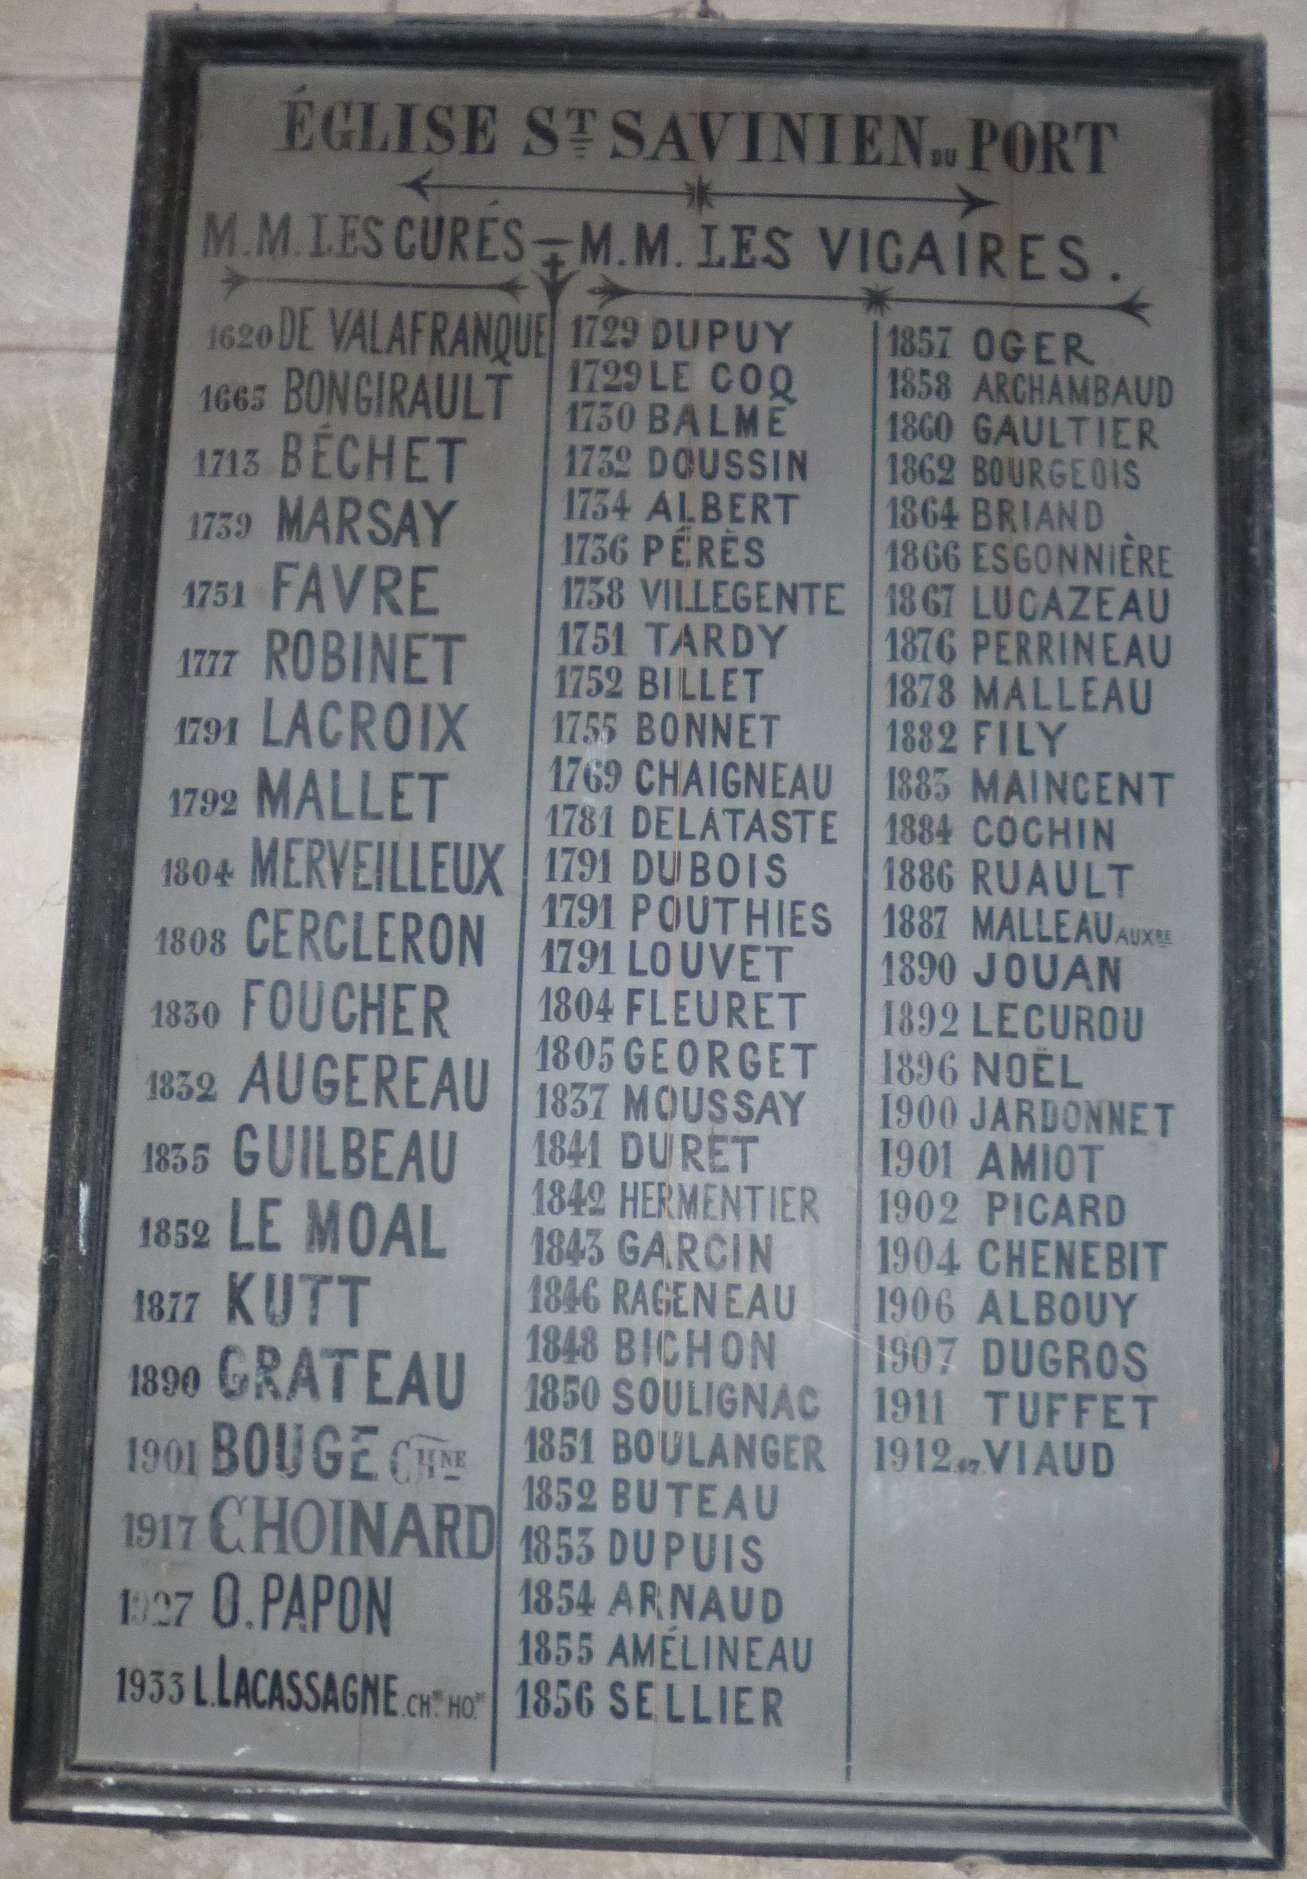 ÉGLISE ST SAVINIEN DU PORT
M.M. LES CURÉS
1620 DE VALAFRANQUE
1665 BONGIRAULT
1713 BÉCHET
1739 MARSAY
1751 FAVRE
1777 ROBINET
1791 LACROIX
1792 MALLET
1804 MERVEILLEUX
1808 CERCLERON
1830 FOUCHER
1832 AUGEREAU
1835 GUILBEAU
1852 LE MOAL
1877 KUTT
1890 GRATEAU
1901 BOUGE CHNE
1917 CHOINARD
1927 O. PAPON
1933 L. LACASSAGNE. CHNE HO.RE
M.M. LES VICAIRES.
1729 DUPUY
1729 LE COQ
1730 BALME
1732 DOUSSIN
1734 ALBERT
1736 PÉRÈS
1738 VILLEGENTE
1751 TARDY
1752 BILLET
1755 BONNET
1769 CHAIGNEAU
1781 DELATASTE
1791 DUBOIS
1791 POUTHIES
1791 LOUVET
1804 FLEURET
1805 GEORGET
1837 MOUSSAY
1841 DURET
1842 HERMENTIER
1843 GARCIN
1846 RAGENEAU
1848 BICHON
1850 SOULIGNAC
1851 BOULANGER
1852 BUTEAU
1853 DUPUIS
1854 ARNAUD
1855 AMÉLINEAU
1856 SELLIER
1857 OGER
1858 ARCHAMBAUD
1860 GAULTIER
1862 BOURGEOIS
1864 BRIAND
1866 ESGONNIÈRE
1867 LUCAZEAU
1876 PERRINEAU
1878 MALLEAU
1882 FILY
1883 MAINCENT
1884 COCHIN
1886 RUAULT
1887 MALLEAU AUXRE
1890 JOUAN
1892 LECUROU
1896 NOËL
1900 JARDONNET
1901 AMIOT
1902 PICARD
1904 CHENEBIT
1906 ALBOUY
1907 DUGROS
1911 TUFFET
1912.17. VIAUD